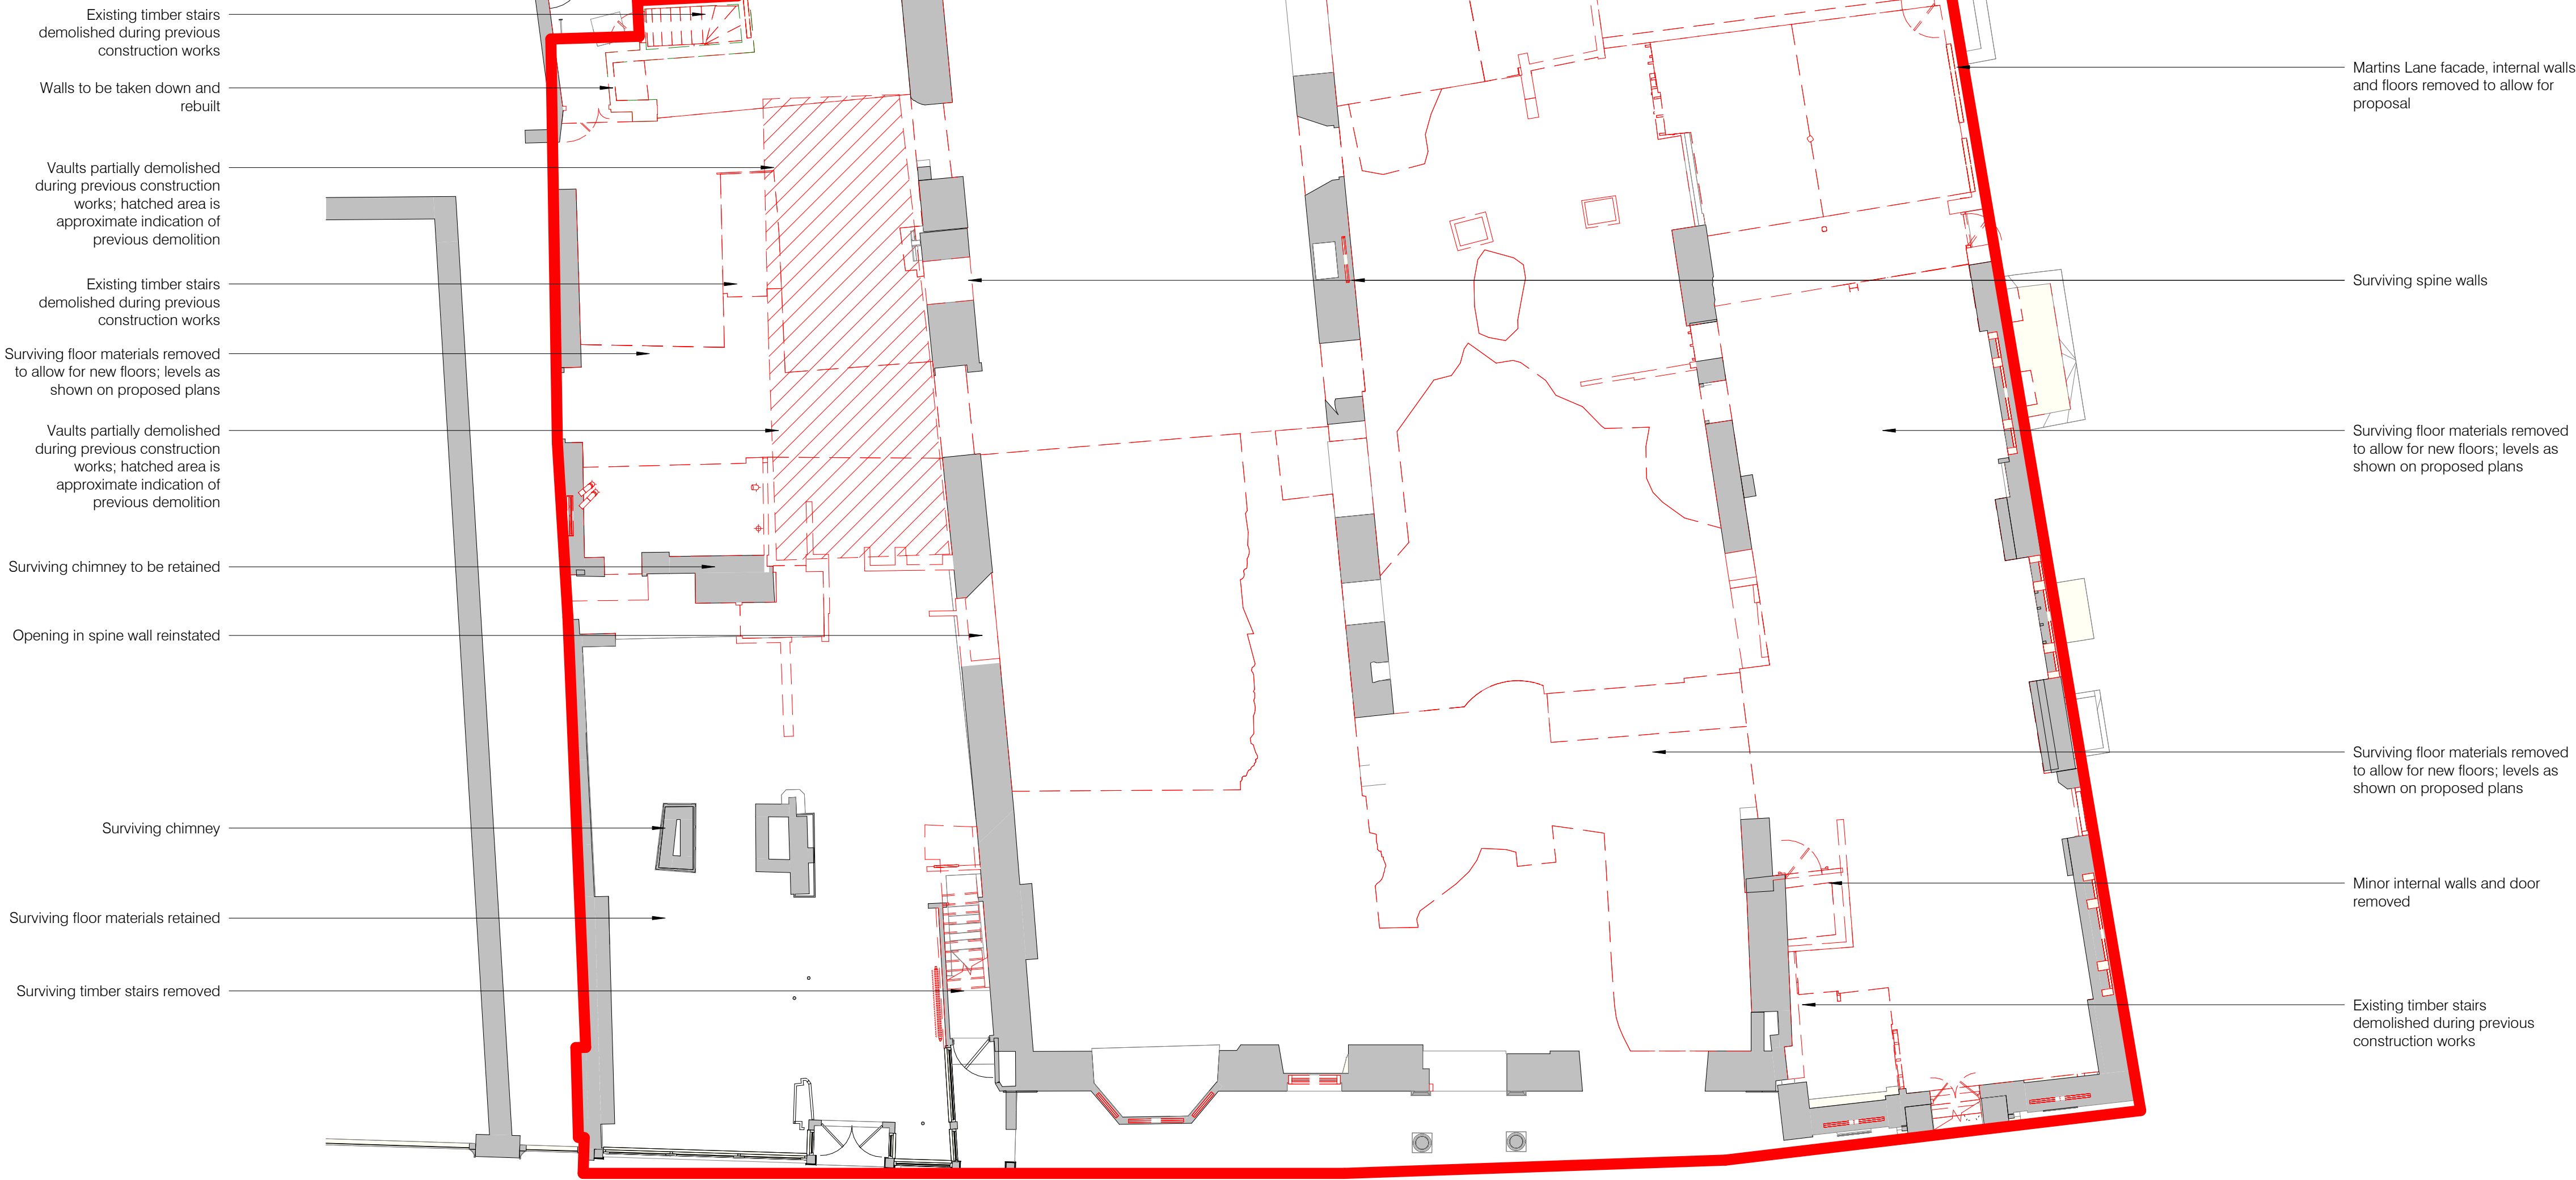 Existing timber stairs
demolished during previous
construction works
Walls to be taken down and
rebuilt
Vaults partially demolished
during previous construction
works; hatched area is
approximate indication of
previous demolition
Existing timber stairs
demolished during previous
construction works
Surviving floor materials removed
to allow for new floors; levels as
shown on proposed plans
Vaults partially demolished
during previous construction
works; hatched area is
approximate indication of
previous demolition
Surviving chimney to be retained
Opening in spine wall reinstated
Surviving chimney
Surviving floor materials retained
Surviving timber stairs removed
Martins Lane facade, internal walls
and floors removed to allow for
proposal
Surviving spine walls
Surviving floor materials removed
to allow for new floors; levels as
shown on proposed plans
Surviving floor materials removed
to allow for new floors; levels as
shown on proposed plans
Minor internal walls and door
removed
Existing timber stairs
demolished during previous
construction works